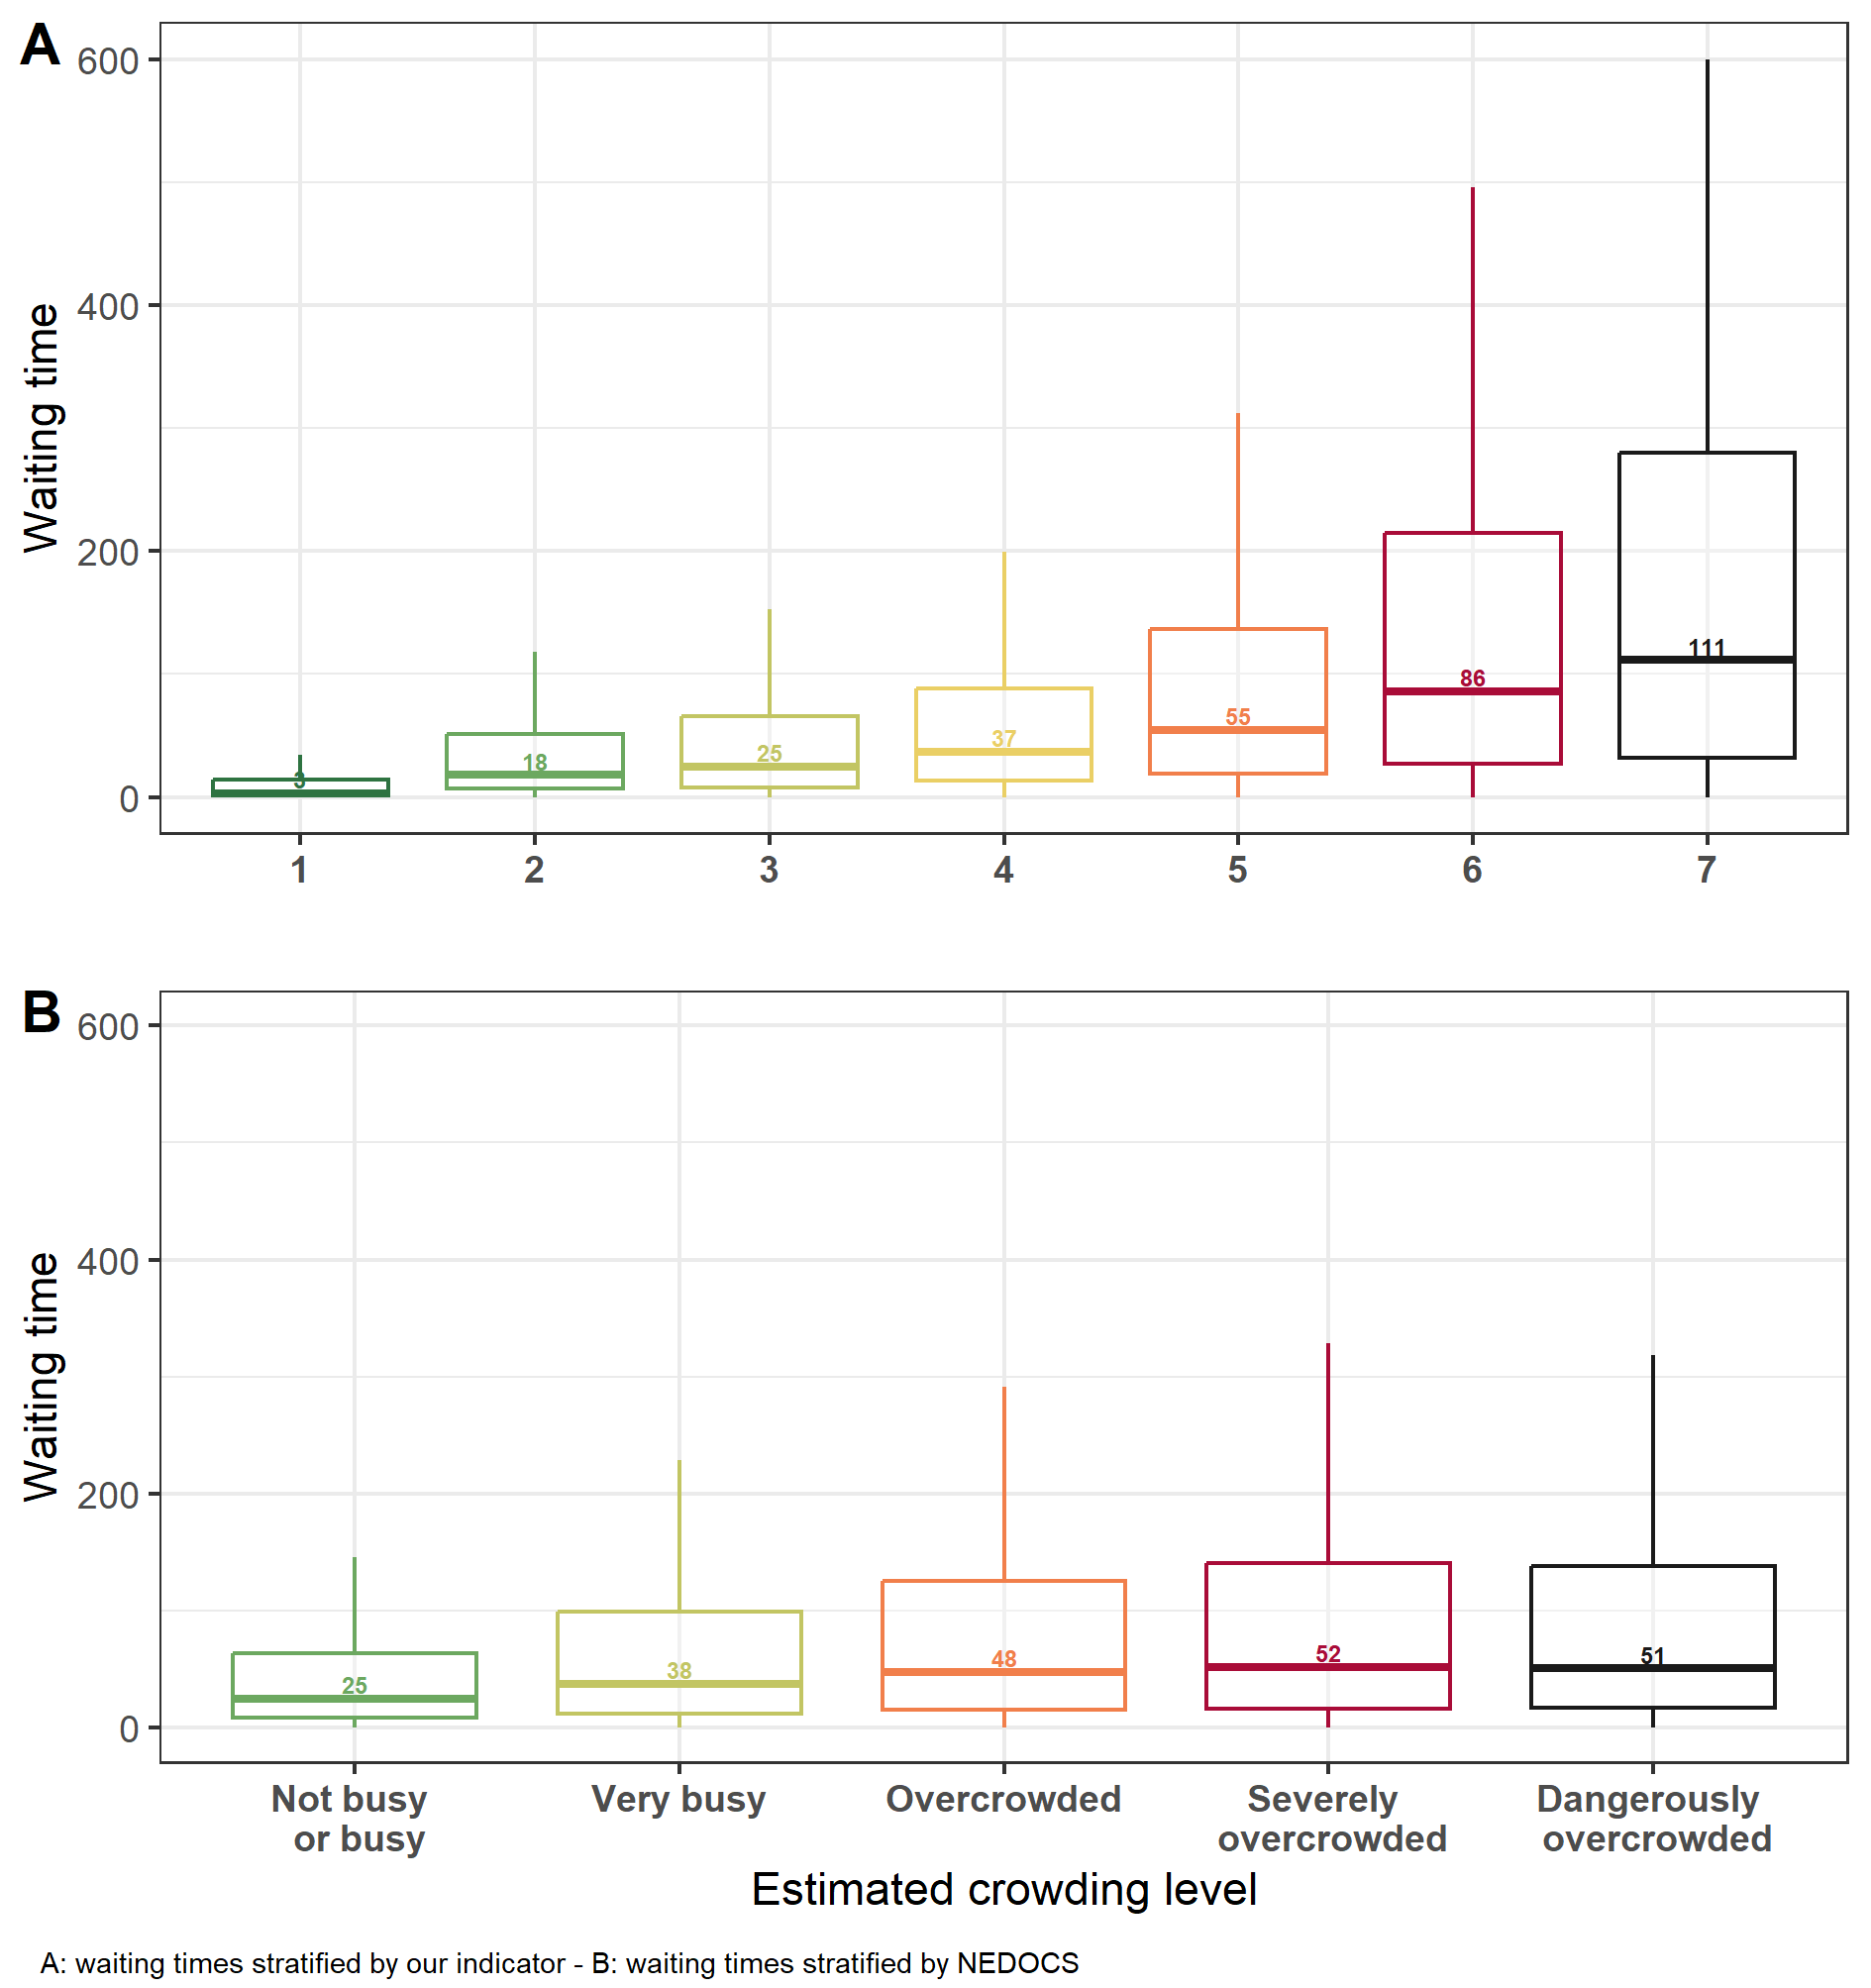 A
600
400
200
0
Waiting time
3
18
25
37
55
86
111
1 2 3 4 5 6 7
B
600
400
200
0
Waiting time
25
38
48
52
51
Not busy or busy
Very busy
Overcrowded
Severely overcrowded
Dangerously overcrowded
Estimated crowding level
A: waiting times stratified by our indicator - B: waiting times stratified by NEDOCS